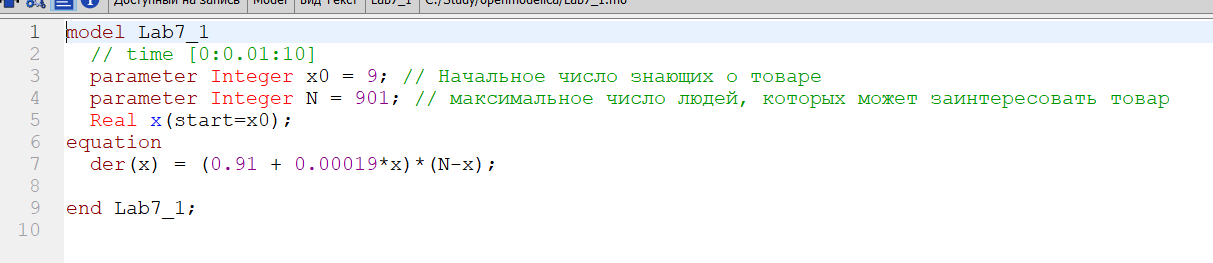 Доступный на запись Model Вид Текст Lab7_1 C:/Study/openmodelica/Lab7_1.mo
1 model Lab7_1
2 // time [0:0.01:10]
3 parameter Integer x0 = 9; // Начальное число знающих о товаре
4 parameter Integer N = 901; // максимальное число людей, которых может заинтересовать товар
5 Real x(start=x0);
6 equation
7 der(x) = (0.91 + 0.00019*x)*(N-x);
8
9 end Lab7_1;
10